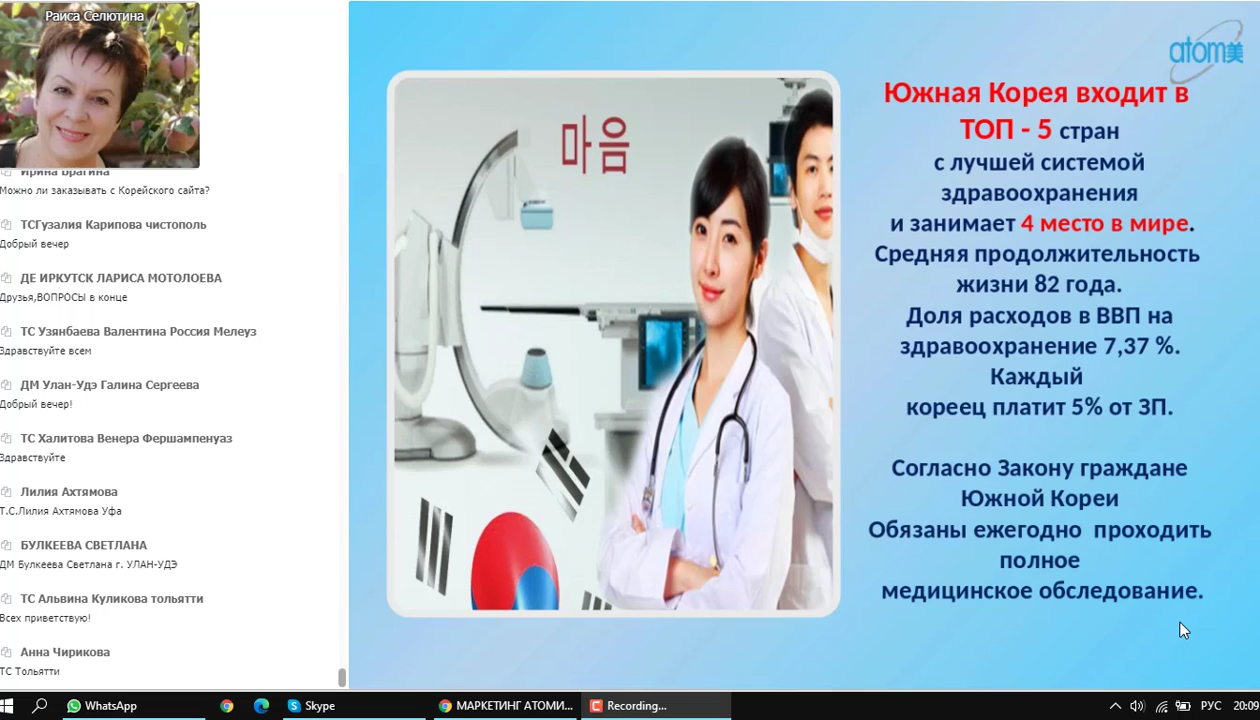 Раиса Селютина
Ирина Брагина
Можно ли заказывать с Корейского сайта?
ТСГузалия Карипова чистополь
Добрый вечер
ДЕ ИРКУТСК ЛАРИСА МОТОЛОЕВА
Друзья,ВОПРОСЫ в конце
ТС Узянбаева Валентина Россия Мелеуз
Здравствуйте всем
ДМ Улан-Удэ Галина Сергеева
Добрый вечер!
ТС Халитова Венера Фершампенуаз
Здравствуйте
Лилия Ахтямова
Т.С.Лилия Ахтямова Уфа
БУЛКЕЕВА СВЕТЛАНА
ДМ Булкеева Светлана г. УЛАН-УДЭ
ТС Альвина Куликова тольятти
Всех приветствую!
Анна Чирикова
ТС Тольятти
마음
atom美
Южная Корея входит в
ТОП - 5 стран
с лучшей системой
здравоохранения
и занимает 4 место в мире.
Средняя продолжительность
жизни 82 года.
Доля расходов в ВВП на
здравоохранение 7,37 %.
Каждый
кореец платит 5% от ЗП.
Согласно Закону граждане
Южной Кореи
Обязаны ежегодно  проходить
полное
медицинское обследование.
WhatsApp
Skype
МАРКЕТИНГ АТОМИ...
Recording...
РУС
20:09